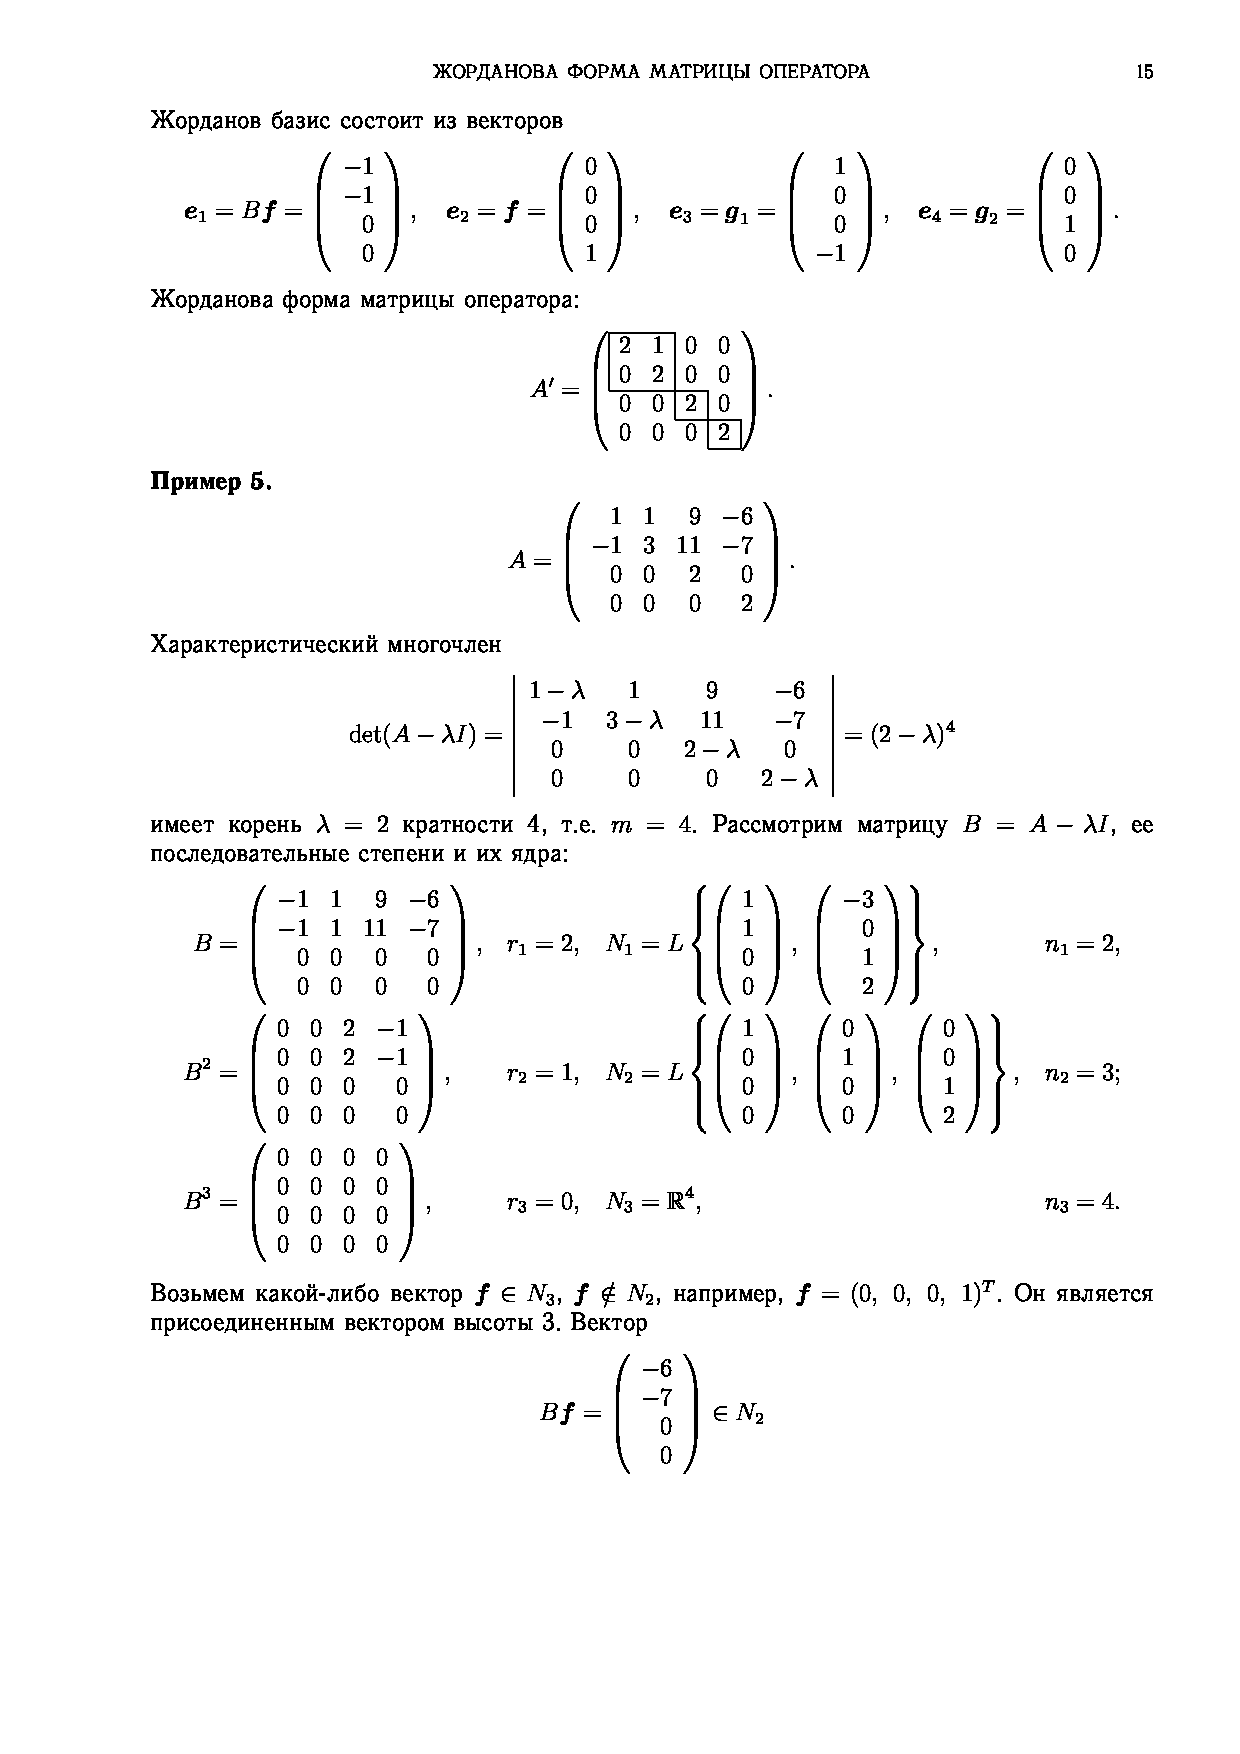 ЖОРДАНОВА ФОРМА МАТРИЦЫ ОПЕРАТОРА 15
Жорданов базис состоит из векторов
$$e_1 = Bf = \begin{pmatrix} -1 \\ -1 \\ 0 \\ 0 \end{pmatrix}, \quad e_2 = f = \begin{pmatrix} 0 \\ 0 \\ 0 \\ 1 \end{pmatrix}, \quad e_3 = g_1 = \begin{pmatrix} 1 \\ 0 \\ 0 \\ -1 \end{pmatrix}, \quad e_4 = g_2 = \begin{pmatrix} 0 \\ 0 \\ 1 \\ 0 \end{pmatrix}.$$
Жорданова форма матрицы оператора:
$$A' = \begin{pmatrix} 2 & 1 & 0 & 0 \\ 0 & 2 & 0 & 0 \\ 0 & 0 & 2 & 0 \\ 0 & 0 & 0 & 2 \end{pmatrix}.$$
Пример 5.
$$A = \begin{pmatrix} 1 & 1 & 9 & -6 \\ -1 & 3 & 11 & -7 \\ 0 & 0 & 2 & 0 \\ 0 & 0 & 0 & 2 \end{pmatrix}.$$
Характеристический многочлен
$$\det(A - \lambda I) = \begin{vmatrix} 1-\lambda & 1 & 9 & -6 \\ -1 & 3-\lambda & 11 & -7 \\ 0 & 0 & 2-\lambda & 0 \\ 0 & 0 & 0 & 2-\lambda \end{vmatrix} = (2-\lambda)^4$$
имеет корень λ = 2 кратности 4, т.е. m = 4. Рассмотрим матрицу B = A − λI, ее
последовательные степени и их ядра:
$$B = \begin{pmatrix} -1 & 1 & 9 & -6 \\ -1 & 1 & 11 & -7 \\ 0 & 0 & 0 & 0 \\ 0 & 0 & 0 & 0 \end{pmatrix}, \quad r_1 = 2, \quad N_1 = L\left\{ \begin{pmatrix} 1 \\ 1 \\ 0 \\ 0 \end{pmatrix}, \begin{pmatrix} -3 \\ 0 \\ 1 \\ 2 \end{pmatrix} \right\}, \quad n_1 = 2,$$
$$B^2 = \begin{pmatrix} 0 & 0 & 2 & -1 \\ 0 & 0 & 2 & -1 \\ 0 & 0 & 0 & 0 \\ 0 & 0 & 0 & 0 \end{pmatrix}, \quad r_2 = 1, \quad N_2 = L\left\{ \begin{pmatrix} 1 \\ 0 \\ 0 \\ 0 \end{pmatrix}, \begin{pmatrix} 0 \\ 1 \\ 0 \\ 0 \end{pmatrix}, \begin{pmatrix} 0 \\ 0 \\ 1 \\ 2 \end{pmatrix} \right\}, \quad n_2 = 3;$$
$$B^3 = \begin{pmatrix} 0 & 0 & 0 & 0 \\ 0 & 0 & 0 & 0 \\ 0 & 0 & 0 & 0 \\ 0 & 0 & 0 & 0 \end{pmatrix}, \quad r_3 = 0, \quad N_3 = \mathbb{R}^4, \quad n_3 = 4.$$
Возьмем какой-либо вектор f ∈ N₃, f ∉ N₂, например, f = (0, 0, 0, 1)ᵀ. Он является
присоединенным вектором высоты 3. Вектор
$$Bf = \begin{pmatrix} -6 \\ -7 \\ 0 \\ 0 \end{pmatrix} \in N_2$$